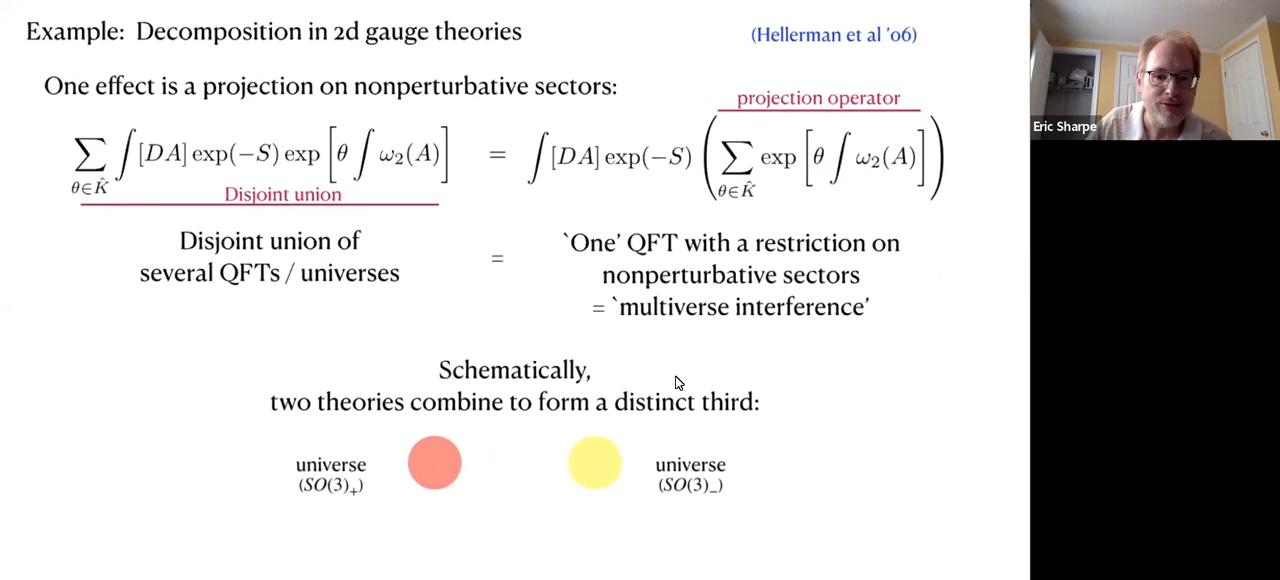 Example: Decomposition in 2d gauge theories
(Hellerman et al '06)
One effect is a projection on nonperturbative sectors:
projection operator
∑_{θ∈K̂} ∫[DA] exp(−S) exp[θ ∫ ω₂(A)] = ∫[DA] exp(−S) (∑_{θ∈K̂} exp[θ ∫ ω₂(A)])
Disjoint union
Disjoint union of
several QFTs / universes
=
`One' QFT with a restriction on
nonperturbative sectors
= `multiverse interference'
Schematically,
two theories combine to form a distinct third:
universe
(SO(3)₊)
universe
(SO(3)₋)
Eric Sharpe